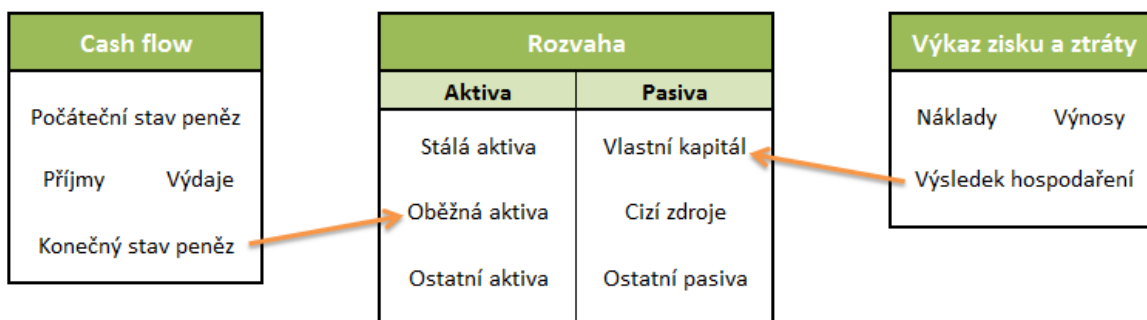 Cash flow
Počáteční stav peněz
Příjmy Výdaje
Konečný stav peněz
Rozvaha
Aktiva Pasiva
Stálá aktiva Vlastní kapitál
Oběžná aktiva Cizí zdroje
Ostatní aktiva Ostatní pasiva
Výkaz zisku a ztráty
Náklady Výnosy
Výsledek hospodaření